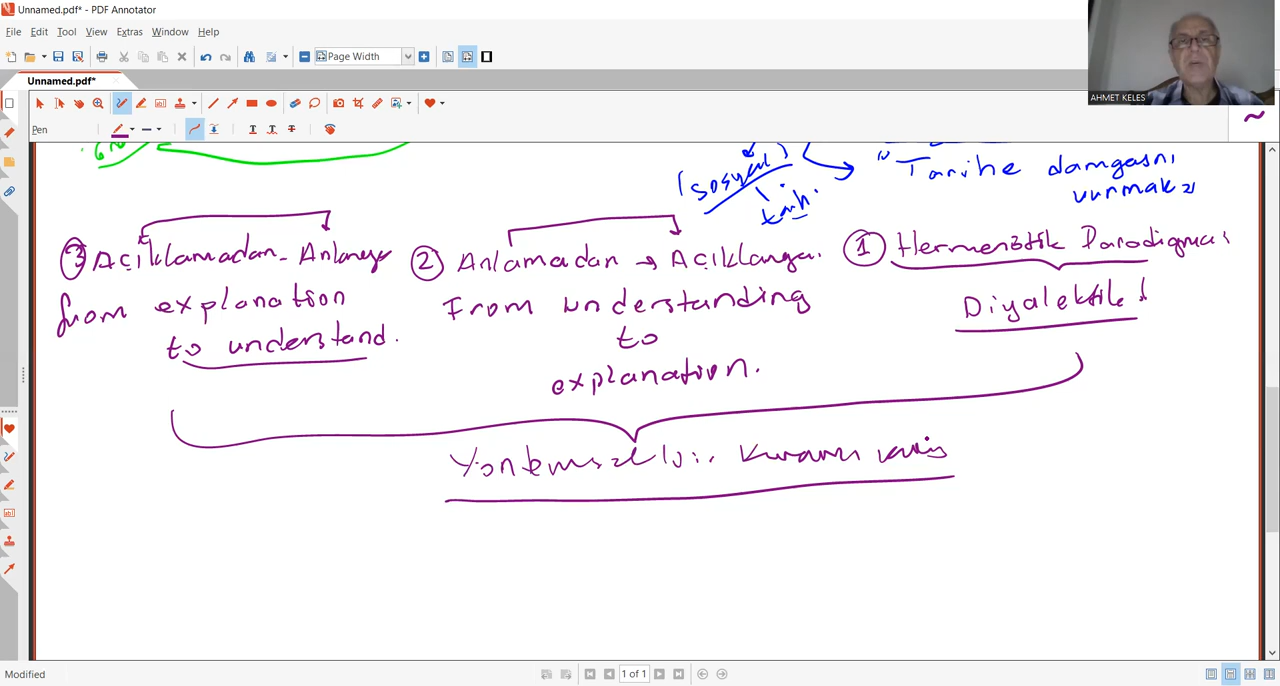 Unnamed.pdf* - PDF Annotator
File Edit Tool View Extras Window Help
Page Width
Unnamed.pdf*
AHMET KELES
Pen
(sosyal)
tarih.
"Tarihe damgasını
vurmak"
③ Açıklamadan - Anlamaya
from explanation
to understand.
② Anlamadan → Açıklamaya.
From understanding
to
explanation.
① Hermenötik Paradigması
Diyalektik!
Modified
1 of 1